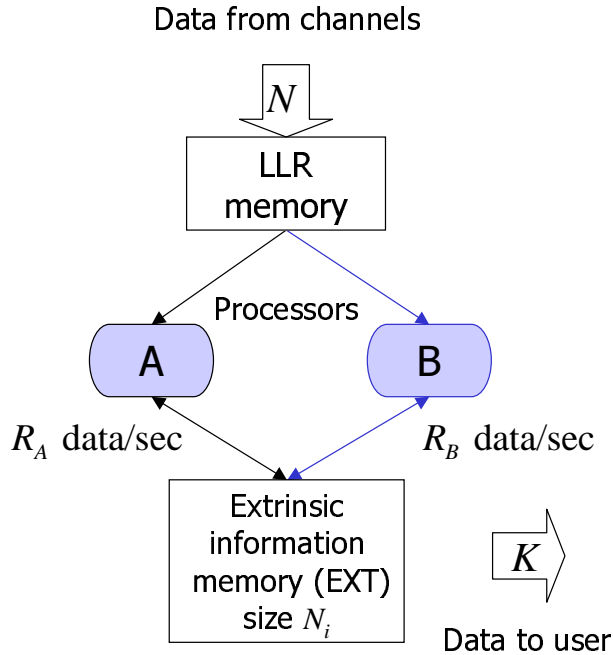 Data from channels
N
LLR
memory
Processors
A
B
R_A data/sec
R_B data/sec
Extrinsic
information
memory (EXT)
size N_i
K
Data to user